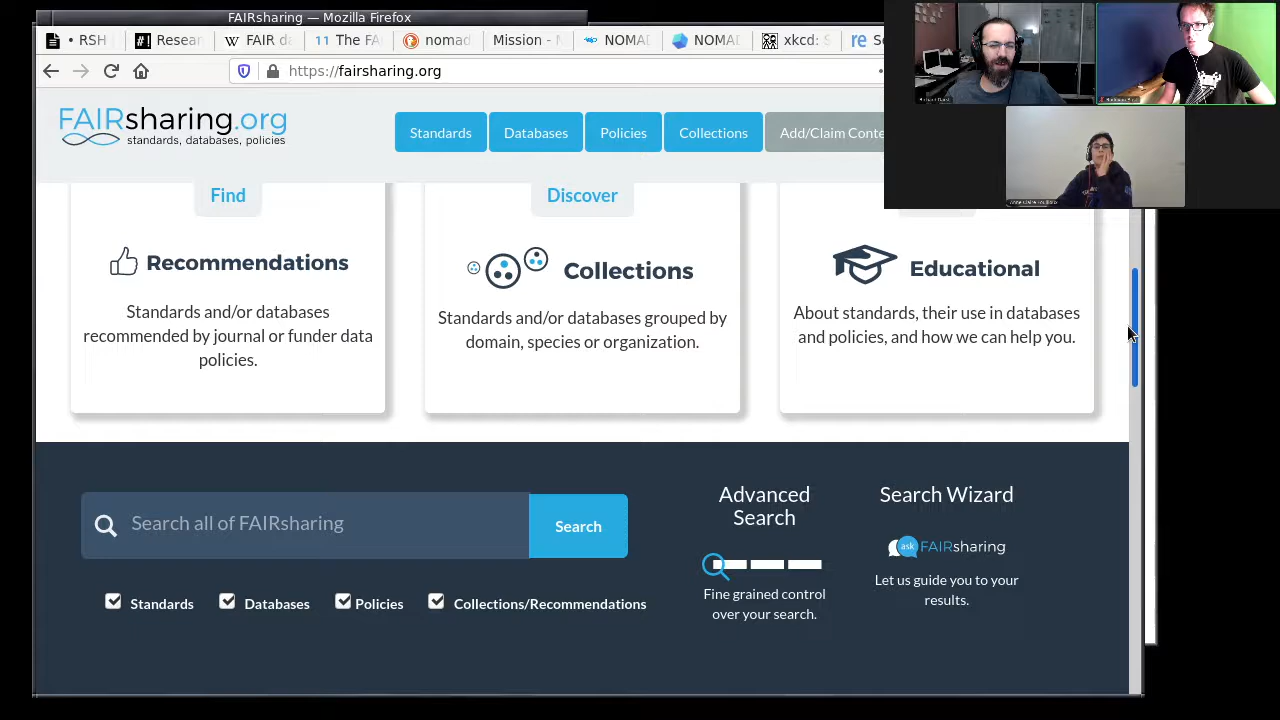 FAIRsharing — Mozilla Firefox
• RSH
Resear
FAIR da
The FA
nomad
Mission - N
NOMAD
NOMAD
xkcd: S
re Se
https://fairsharing.org
FAIRsharing.org
standards, databases, policies
Standards
Databases
Policies
Collections
Add/Claim Conte
Find
Discover
Recommendations
Standards and/or databases
recommended by journal or funder data
policies.
Collections
Standards and/or databases grouped by
domain, species or organization.
Educational
About standards, their use in databases
and policies, and how we can help you.
Search all of FAIRsharing
Search
Standards
Databases
Policies
Collections/Recommendations
Advanced
Search
Fine grained control
over your search.
Search Wizard
ask FAIRsharing
Let us guide you to your
results.